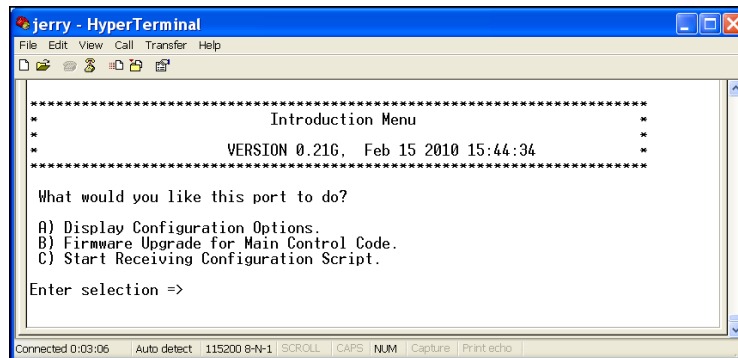 jerry - HyperTerminal
File Edit View Call Transfer Help
*************************************************************************
* Introduction Menu *
* *
* VERSION 0.21G, Feb 15 2010 15:44:34 *
*************************************************************************
What would you like this port to do?
A) Display Configuration Options.
B) Firmware Upgrade for Main Control Code.
C) Start Receiving Configuration Script.
Enter selection =>
Connected 0:03:06 Auto detect 115200 8-N-1 SCROLL CAPS NUM Capture Print echo